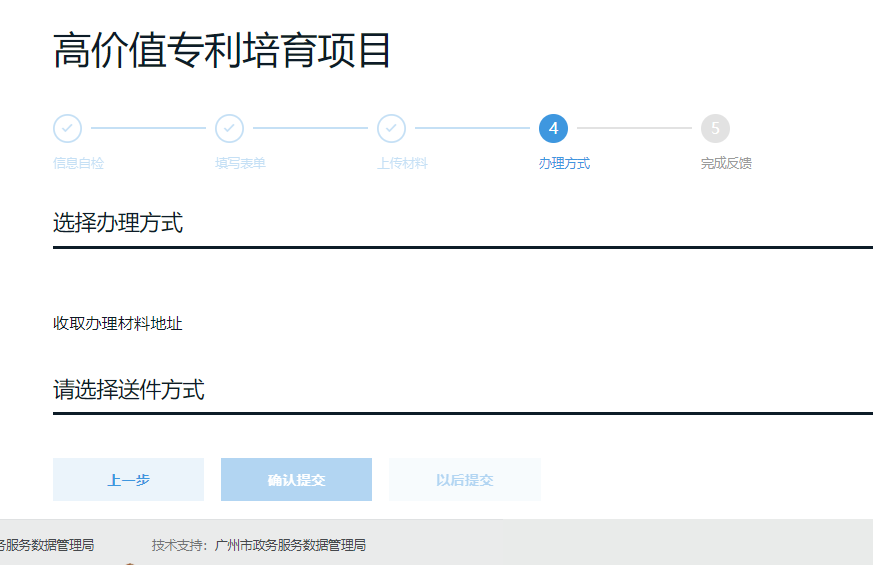 高价值专利培育项目
4 5
信息自检 填写表单 上传材料 办理方式 完成反馈
选择办理方式
收取办理材料地址
请选择送件方式
上一步 确认提交 以后提交
服务数据管理局 技术支持：广州市政务服务数据管理局